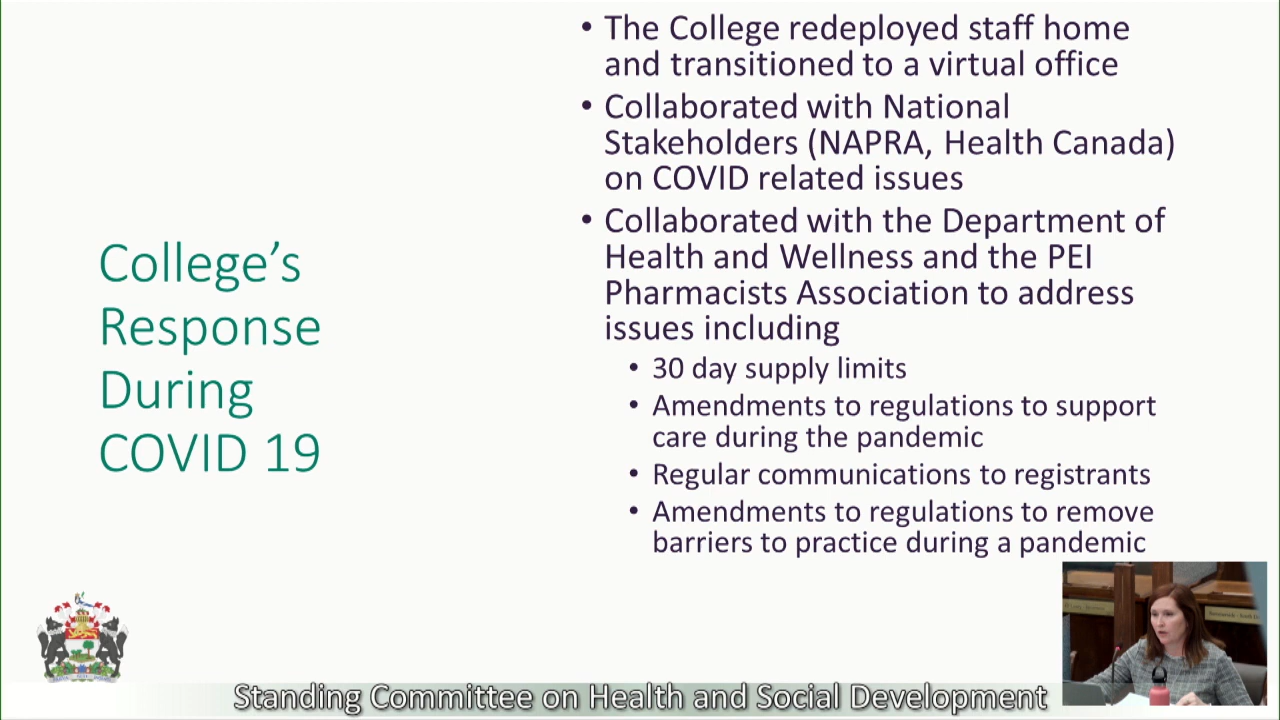 College's
Response
During
COVID 19
• The College redeployed staff home
and transitioned to a virtual office
• Collaborated with National
Stakeholders (NAPRA, Health Canada)
on COVID related issues
• Collaborated with the Department of
Health and Wellness and the PEI
Pharmacists Association to address
issues including
• 30 day supply limits
• Amendments to regulations to support
care during the pandemic
• Regular communications to registrants
• Amendments to regulations to remove
barriers to practice during a pandemic
Standing Committee on Health and Social Development